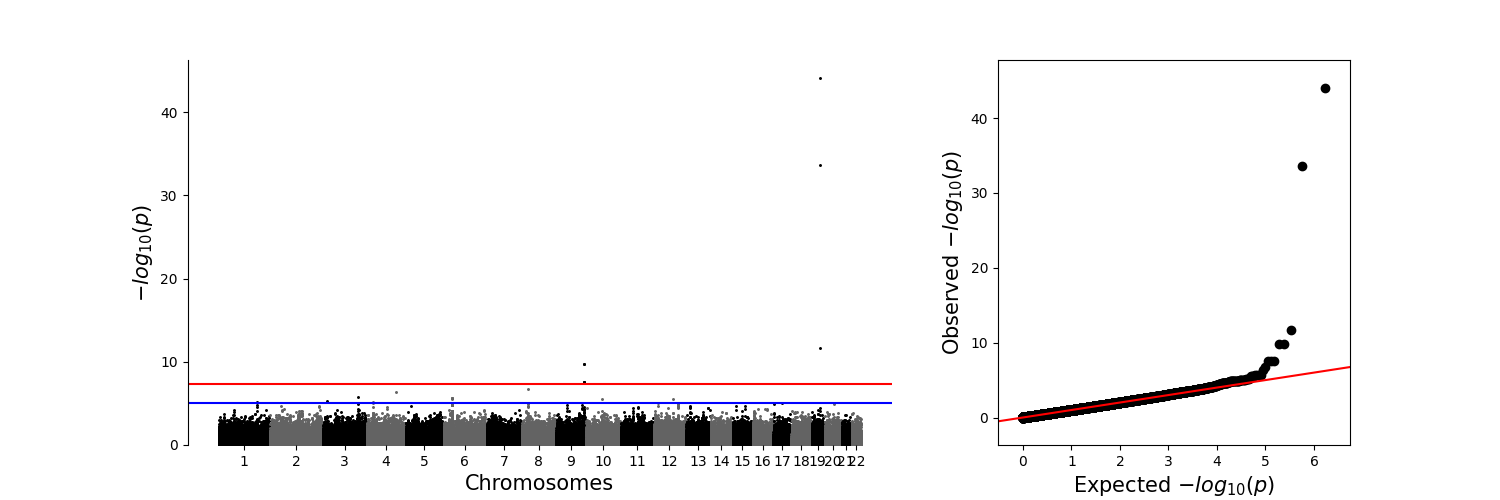 40
30
20
10
0
−log10(p)
1 2 3 4 5 6 7 8 9 10 11 12 13 14 15 16 17 18 19 20 21 22
Chromosomes
40
30
20
10
0
Observed −log10(p)
0 1 2 3 4 5 6
Expected −log10(p)